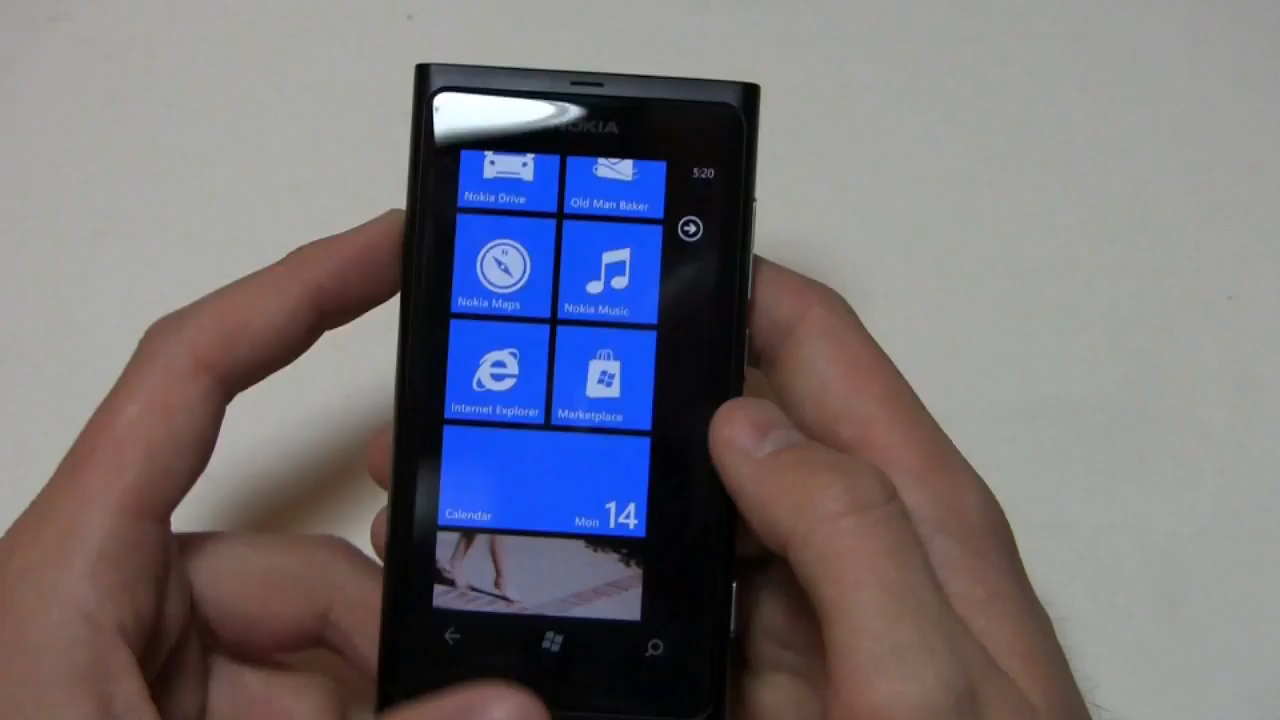 NOKIA
5:20
Nokia Drive
Old Man Baker
Nokia Maps
Nokia Music
Internet Explorer
Marketplace
Calendar
Mon 14